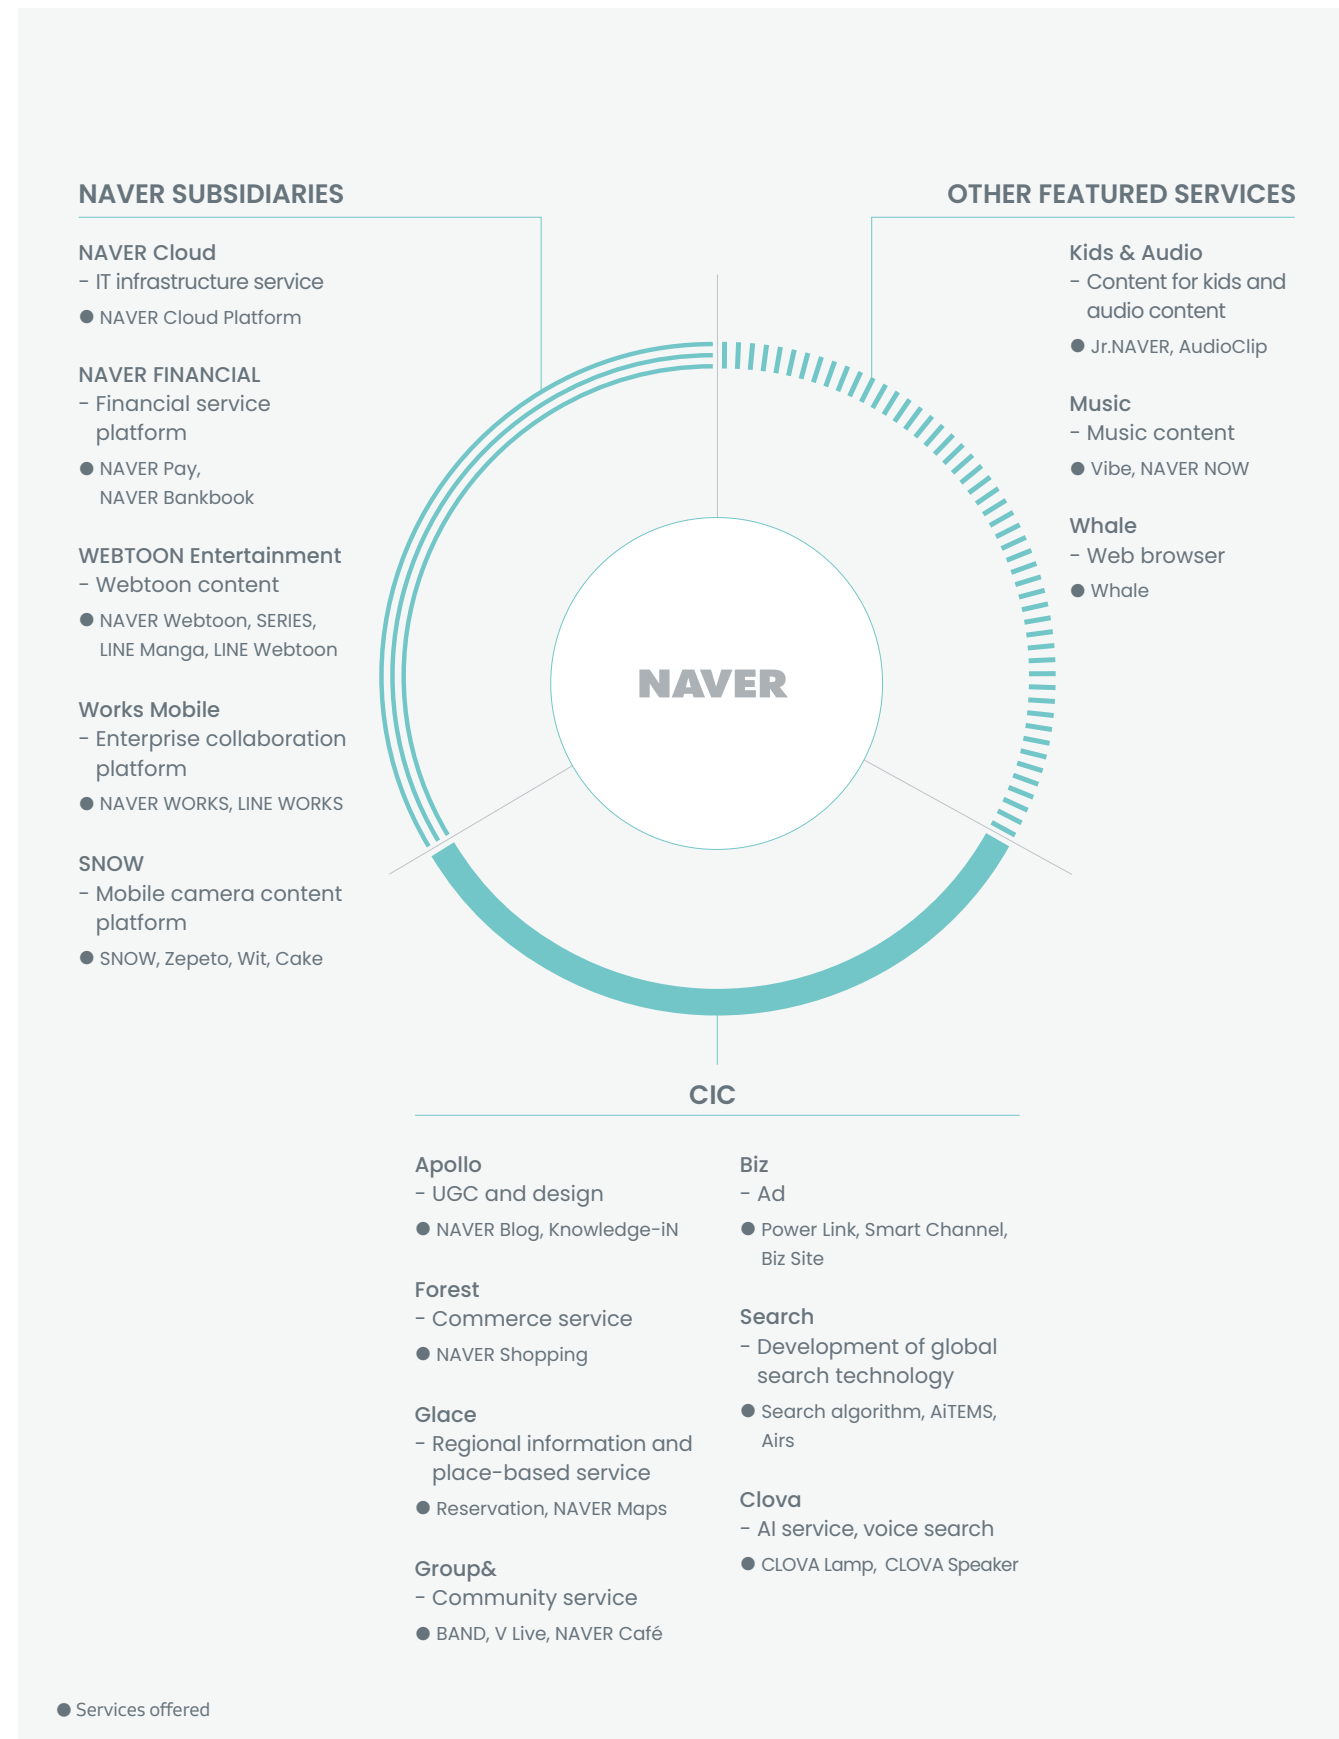 NAVER SUBSIDIARIES
NAVER Cloud
- IT infrastructure service
● NAVER Cloud Platform
NAVER FINANCIAL
- Financial service
platform
● NAVER Pay,
NAVER Bankbook
WEBTOON Entertainment
- Webtoon content
● NAVER Webtoon, SERIES,
LINE Manga, LINE Webtoon
Works Mobile
- Enterprise collaboration
platform
● NAVER WORKS, LINE WORKS
SNOW
- Mobile camera content
platform
● SNOW, Zepeto, Wit, Cake
OTHER FEATURED SERVICES
Kids & Audio
- Content for kids and
audio content
● Jr.NAVER, AudioClip
Music
- Music content
● Vibe, NAVER NOW
Whale
- Web browser
● Whale
NAVER
CIC
Apollo
- UGC and design
● NAVER Blog, Knowledge-iN
Forest
- Commerce service
● NAVER Shopping
Glace
- Regional information and
place-based service
● Reservation, NAVER Maps
Group&
- Community service
● BAND, V Live, NAVER Café
Biz
- Ad
● Power Link, Smart Channel,
Biz Site
Search
- Development of global
search technology
● Search algorithm, AiTEMS,
Airs
Clova
- AI service, voice search
● CLOVA Lamp, CLOVA Speaker
● Services offered